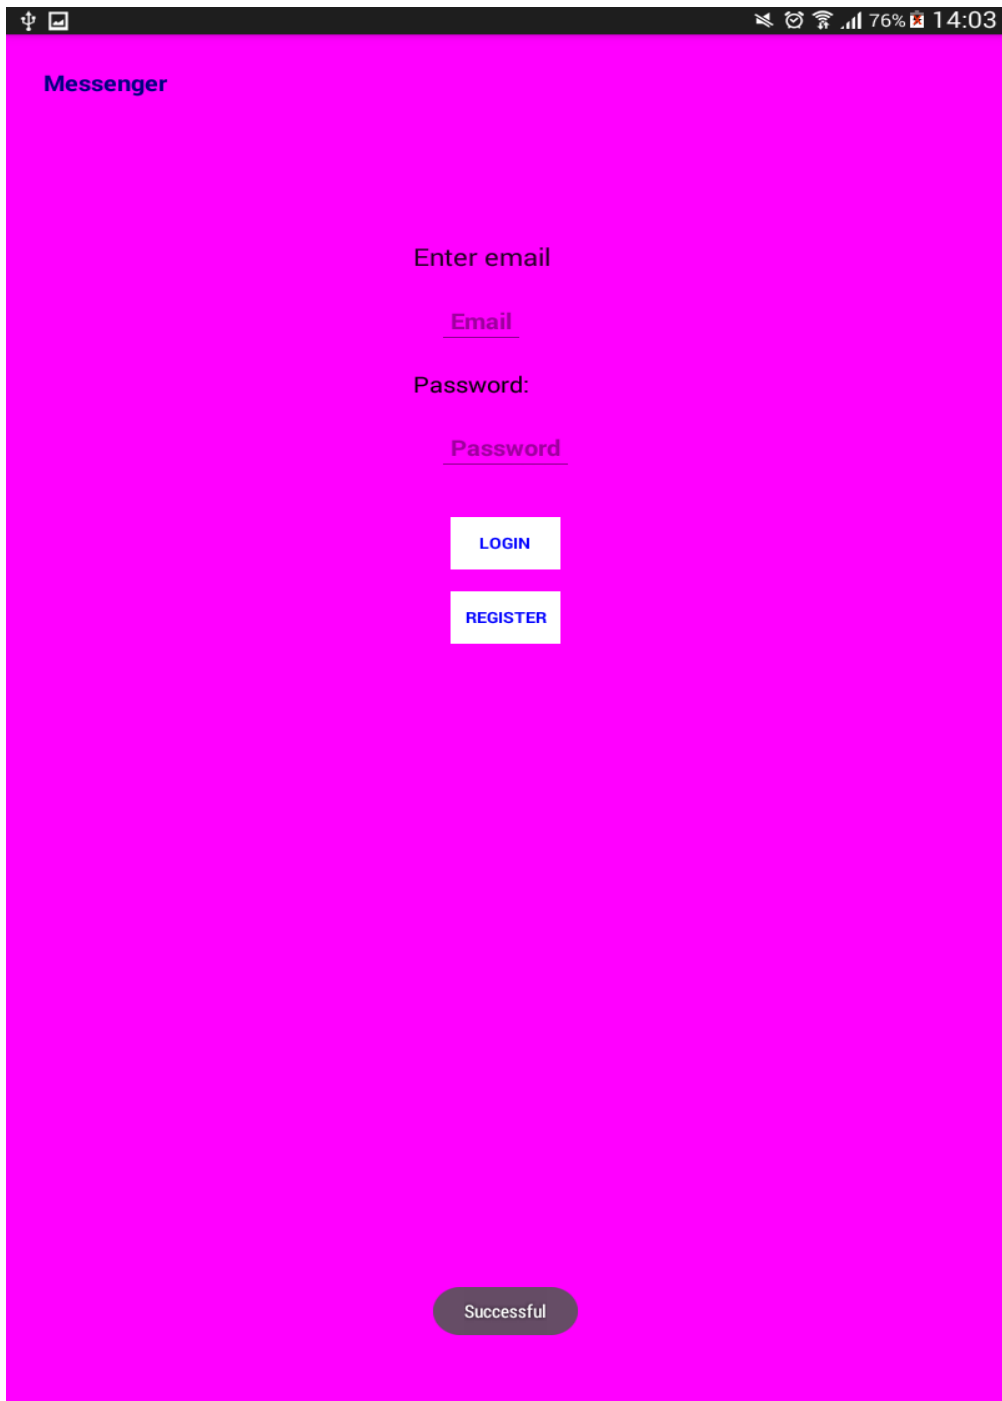 76% 14:03
Messenger
Enter email
Email
Password:
Password
LOGIN
REGISTER
Successful